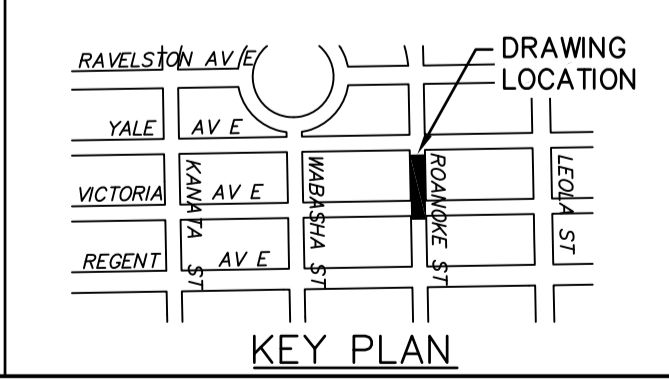 DRAWING
LOCATION
RAVELSTON AV E
YALE AV E
VICTORIA AV E
REGENT AV E
KANATA ST
WABASHA ST
ROANOKE ST
LEOLA ST
KEY PLAN